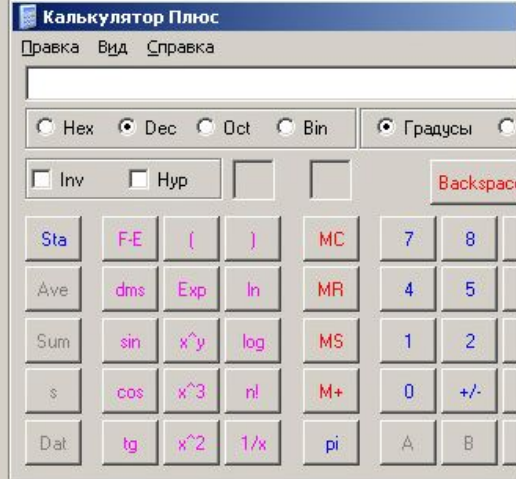 Калькулятор Плюс
Правка Вид Справка
Hex Dec Oct Bin Градусы
Inv Hyp Backspac
Sta F-E ( ) MC 7 8
Ave dms Exp ln MR 4 5
Sum sin x^y log MS 1 2
s cos x^3 n! M+ 0 +/-
Dat tg x^2 1/x pi A B